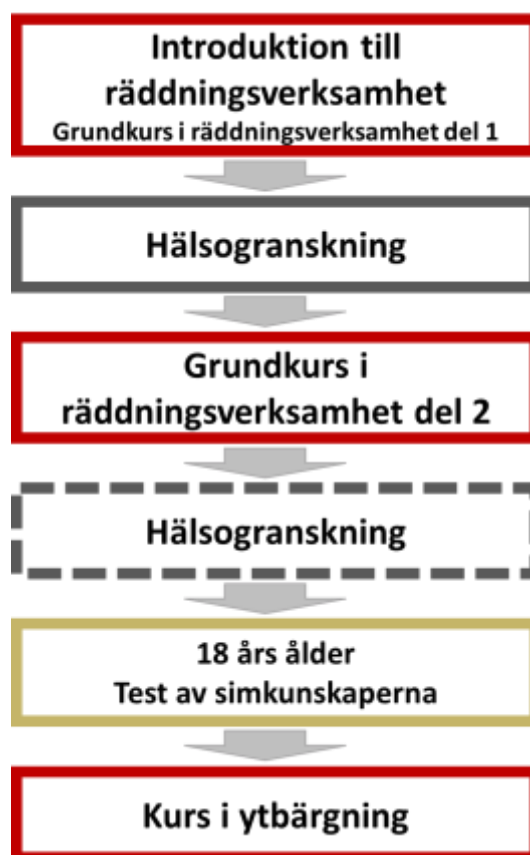 Introduktion till
räddningsverksamhet
Grundkurs i räddningsverksamhet del 1
Hälsogranskning
Grundkurs i
räddningsverksamhet del 2
Hälsogranskning
18 års ålder
Test av simkunskaperna
Kurs i ytbärgning